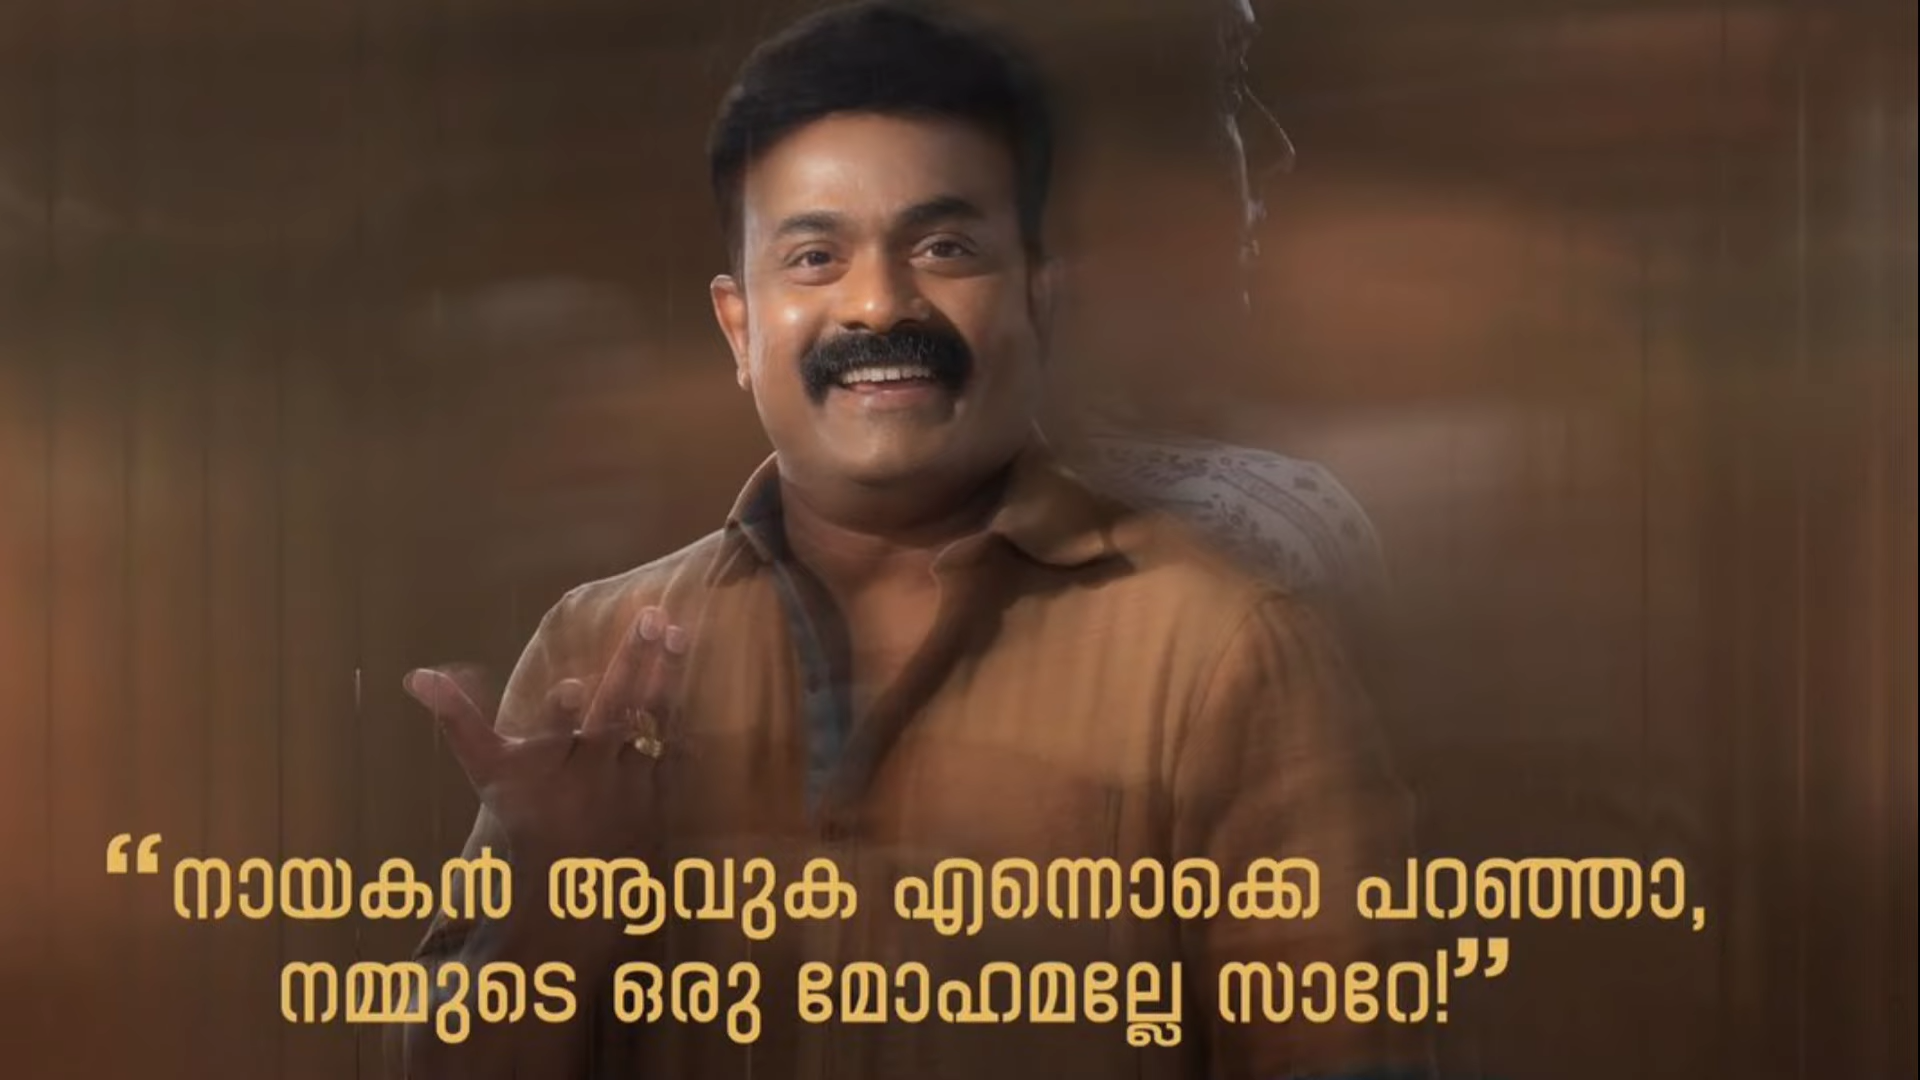 “നായകൻ ആവുക എന്നൊക്കെ പറഞ്ഞാ,
നമ്മുടെ ഒരു മോഹമല്ലേ സാറേ!”